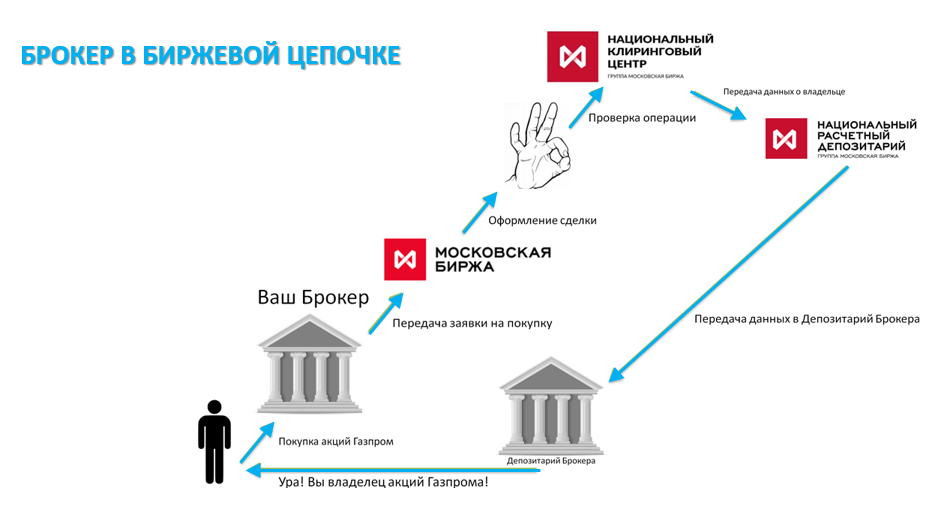 БРОКЕР В БИРЖЕВОЙ ЦЕПОЧКЕ
НАЦИОНАЛЬНЫЙ
КЛИРИНГОВЫЙ
ЦЕНТР
ГРУППА МОСКОВСКАЯ БИРЖА
Передача данных о владельце
Проверка операции
НАЦИОНАЛЬНЫЙ
РАСЧЕТНЫЙ
ДЕПОЗИТАРИЙ
ГРУППА МОСКОВСКАЯ БИРЖА
Оформление сделки
МОСКОВСКАЯ
БИРЖА
Ваш Брокер
Передача заявки на покупку
Передача данных в Депозитарий Брокера
Покупка акций Газпром
Депозитарий Брокера
Ура! Вы владелец акций Газпрома!